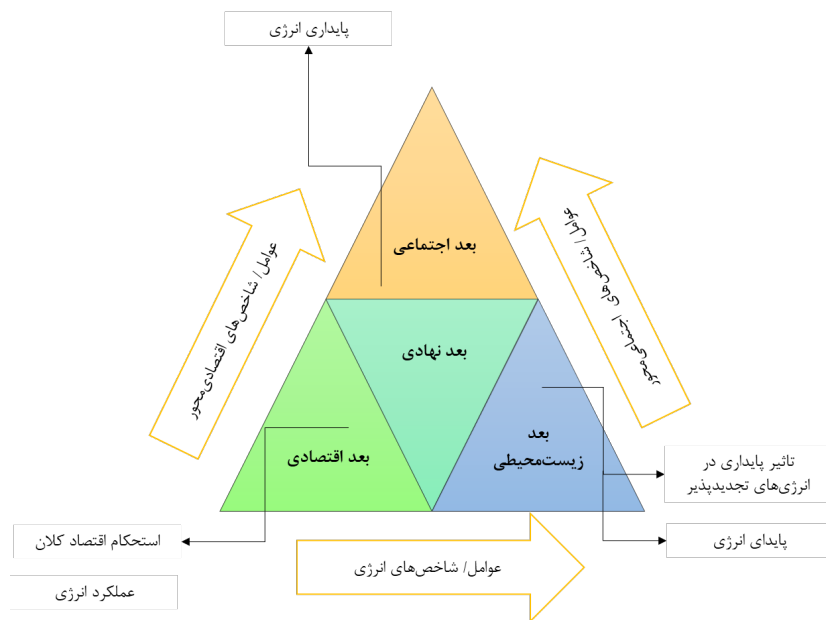 پایداری انرژی
بعد اجتماعی
عوامل/ شاخص‌های اقتصادی‌محور
عوامل/ شاخص‌های اجتماعی‌محور
بعد نهادی
بعد اقتصادی
بعد
زیست‌محیطی
تاثیر پایداری در
انرژی‌های تجدیدپذیر
استحکام اقتصاد کلان
پایدای انرژی
عوامل/ شاخص‌های انرژی
عملکرد انرژی